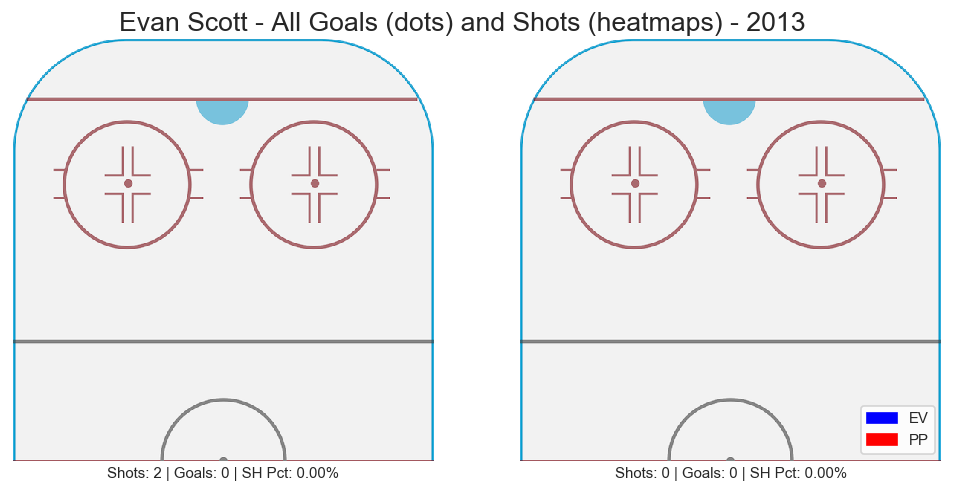 Evan Scott - All Goals (dots) and Shots (heatmaps) - 2013
EV
PP
Shots: 2 | Goals: 0 | SH Pct: 0.00%
Shots: 0 | Goals: 0 | SH Pct: 0.00%